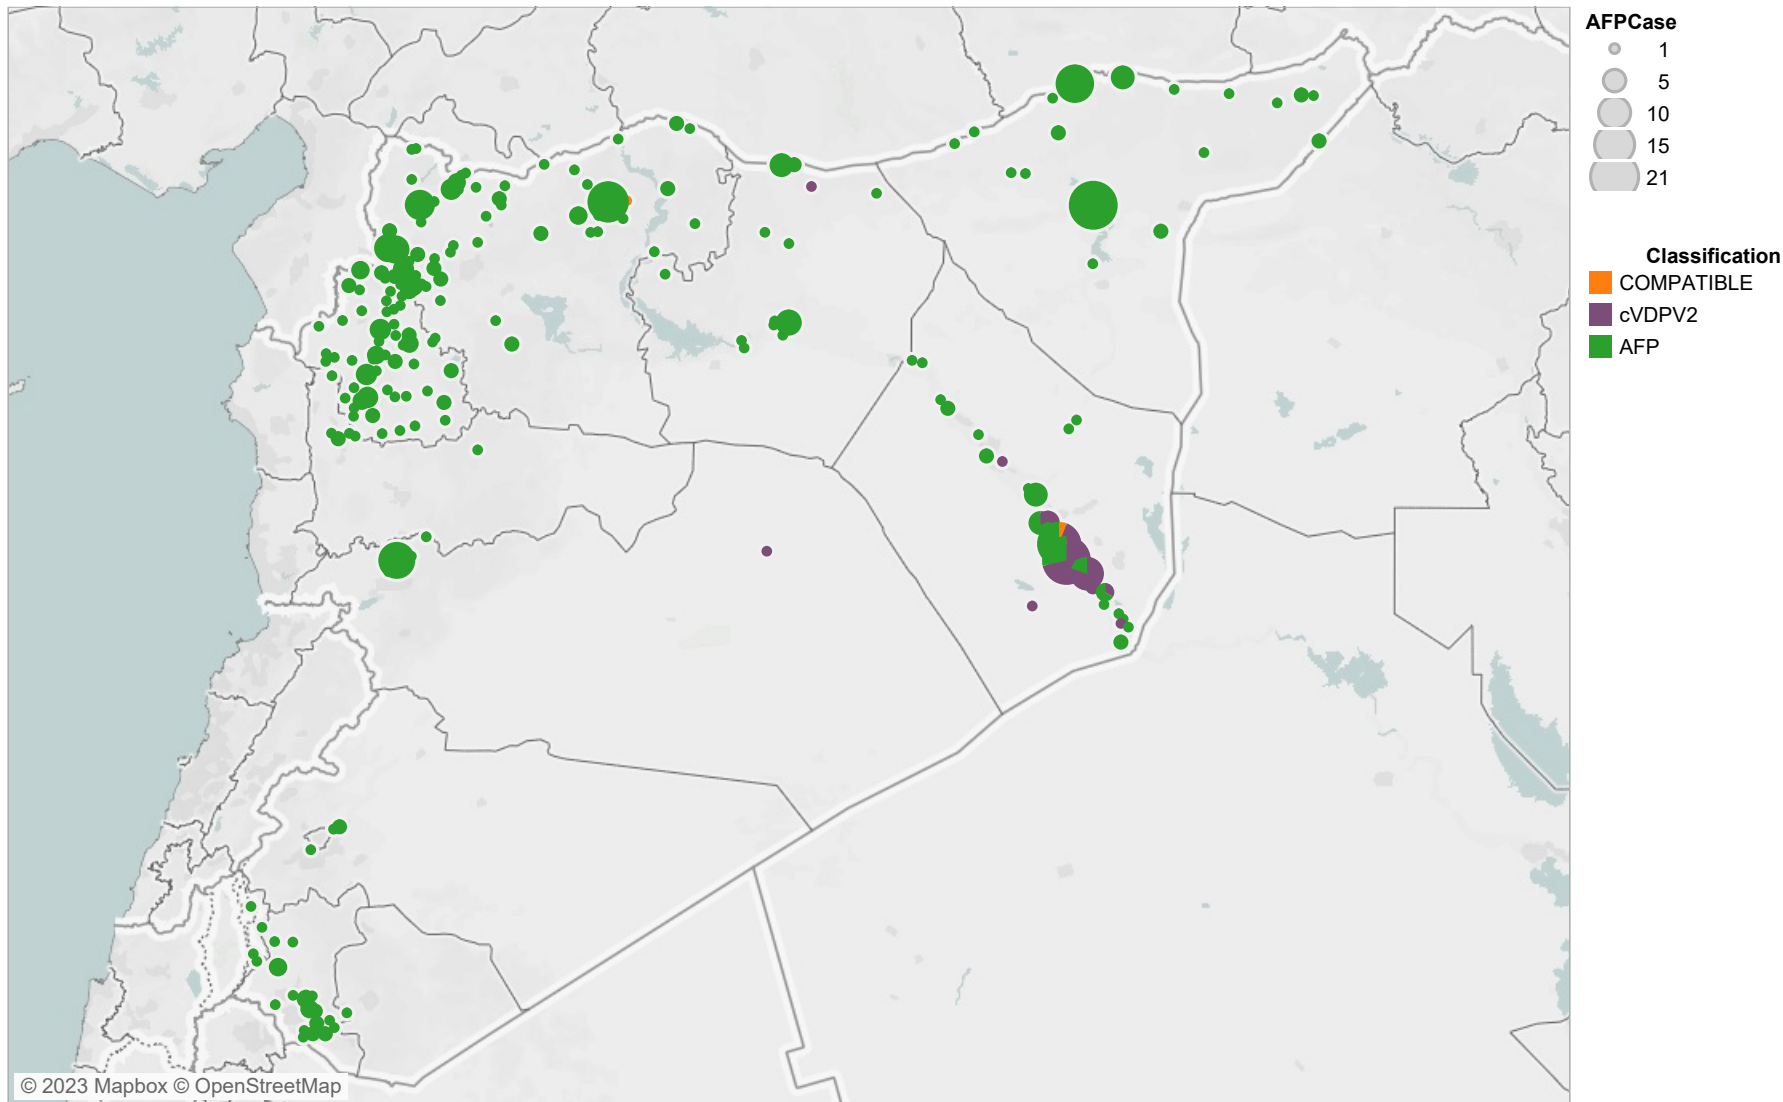 AFPCase
1
5
10
15
21
Classification
COMPATIBLE
cVDPV2
AFP
© 2023 Mapbox © OpenStreetMap